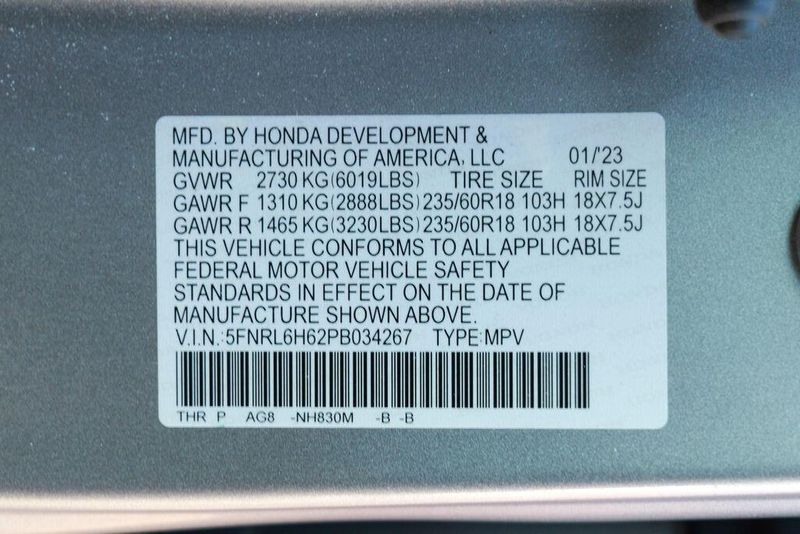 MFD. BY HONDA DEVELOPMENT &
MANUFACTURING OF AMERICA, LLC 01/'23
GVWR 2730 KG(6019LBS) TIRE SIZE RIM SIZE
GAWR F 1310 KG(2888LBS) 235/60R18 103H 18X7.5J
GAWR R 1465 KG(3230LBS) 235/60R18 103H 18X7.5J
THIS VEHICLE CONFORMS TO ALL APPLICABLE
FEDERAL MOTOR VEHICLE SAFETY
STANDARDS IN EFFECT ON THE DATE OF
MANUFACTURE SHOWN ABOVE.
V.I.N.:5FNRL6H62PB034267 TYPE:MPV
THR P AG8 -NH830M -B -B